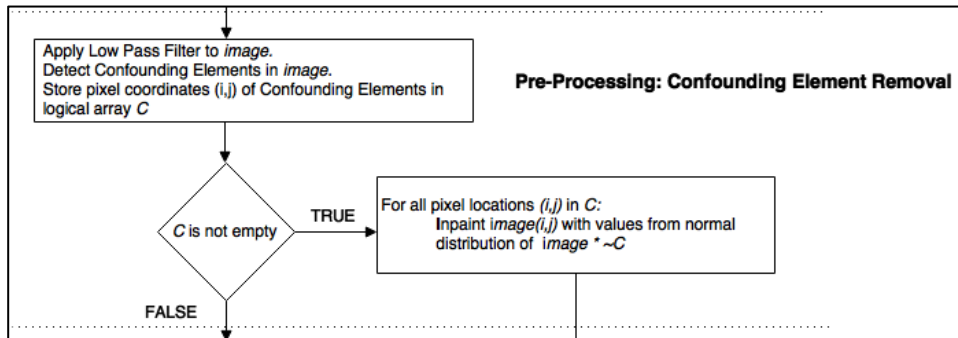 Apply Low Pass Filter to image.
Detect Confounding Elements in image.
Store pixel coordinates (i,j) of Confounding Elements in
logical array C
Pre-Processing: Confounding Element Removal
C is not empty
TRUE
For all pixel locations (i,j) in C:
Inpaint image(i,j) with values from normal
distribution of image * ~C
FALSE